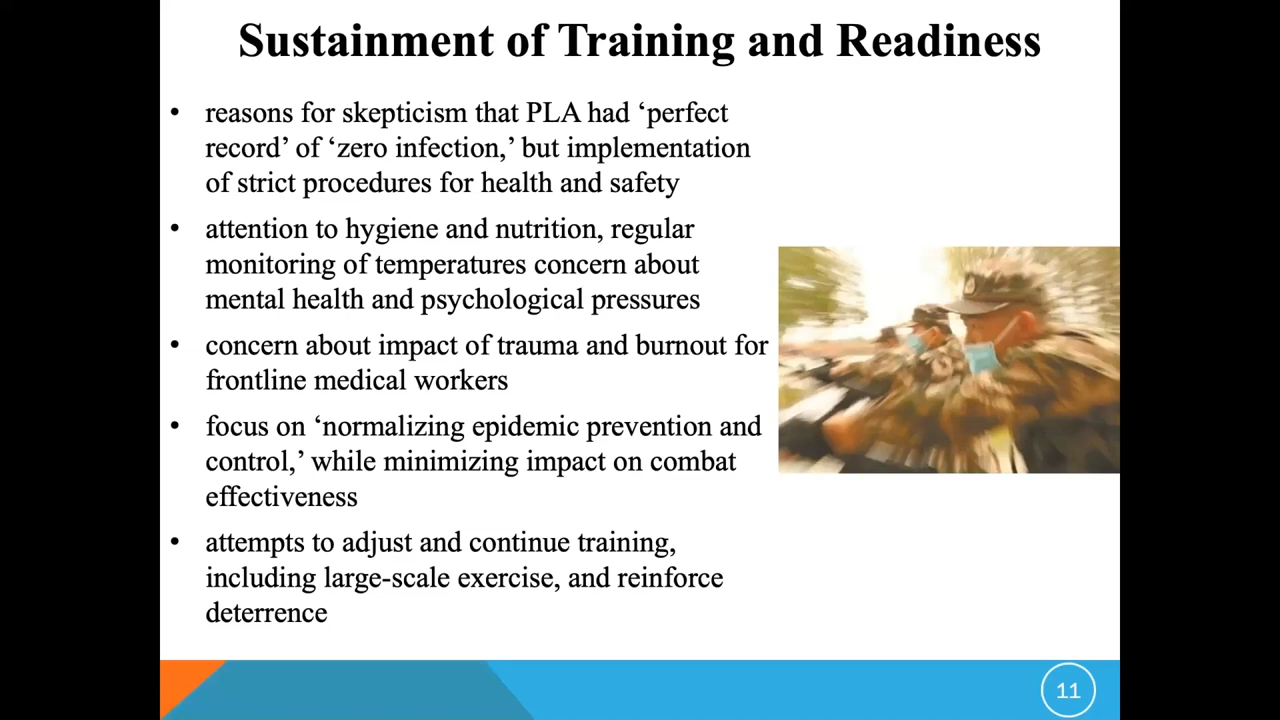 Sustainment of Training and Readiness
• reasons for skepticism that PLA had ‘perfect
record’ of ‘zero infection,’ but implementation
of strict procedures for health and safety
• attention to hygiene and nutrition, regular
monitoring of temperatures concern about
mental health and psychological pressures
• concern about impact of trauma and burnout for
frontline medical workers
• focus on ‘normalizing epidemic prevention and
control,’ while minimizing impact on combat
effectiveness
• attempts to adjust and continue training,
including large-scale exercise, and reinforce
deterrence
11